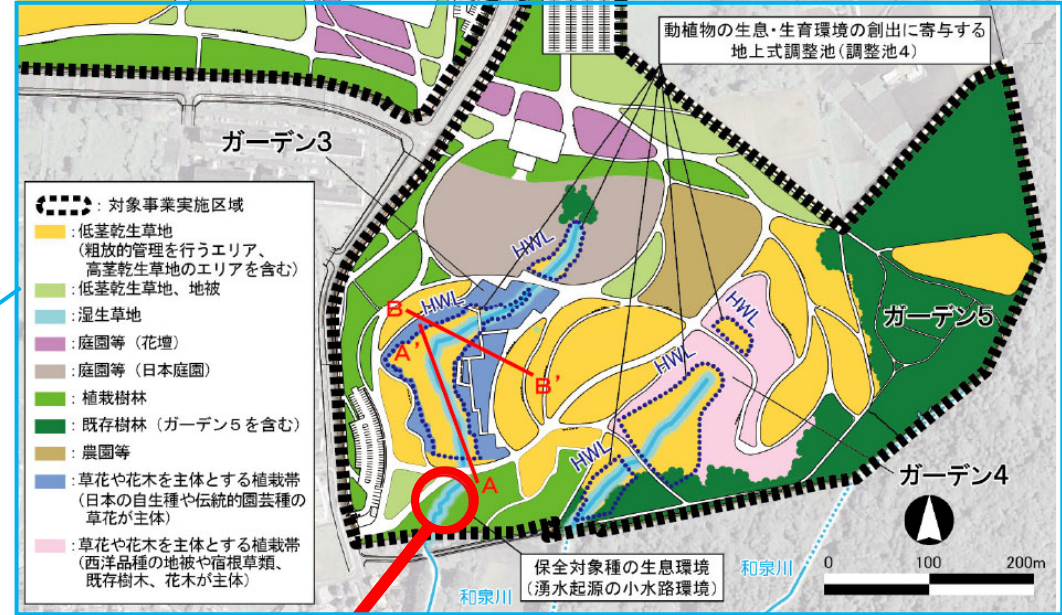 動植物の生息・生育環境の創出に寄与する
地上式調整池(調整池4)
ガーデン3
:対象事業実施区域
:低茎乾生草地
(粗放的管理を行うエリア、
高茎乾生草地のエリアを含む)
:低茎乾生草地、地被
:湿生草地
:庭園等(花壇)
:庭園等(日本庭園)
:植栽樹林
:既存樹林(ガーデン5を含む)
:農園等
:草花や花木を主体とする植栽帯
(日本の自生種や伝統的園芸種の
草花が主体)
:草花や花木を主体とする植栽帯
(西洋品種の地被や宿根草類、
既存樹木、花木が主体)
HWL
HWL
B
A'
B'
HWL
HWL
ガーデン5
HWL
A
ガーデン4
保全対象種の生息環境
(湧水起源の小水路環境)
和泉川
和泉川
0 100 200m